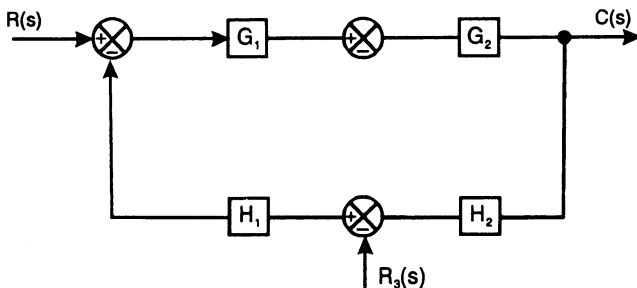 R(s)
C(s)
+
−
G₁
+
−
G₂
H₁
+
−
H₂
R₃(s)